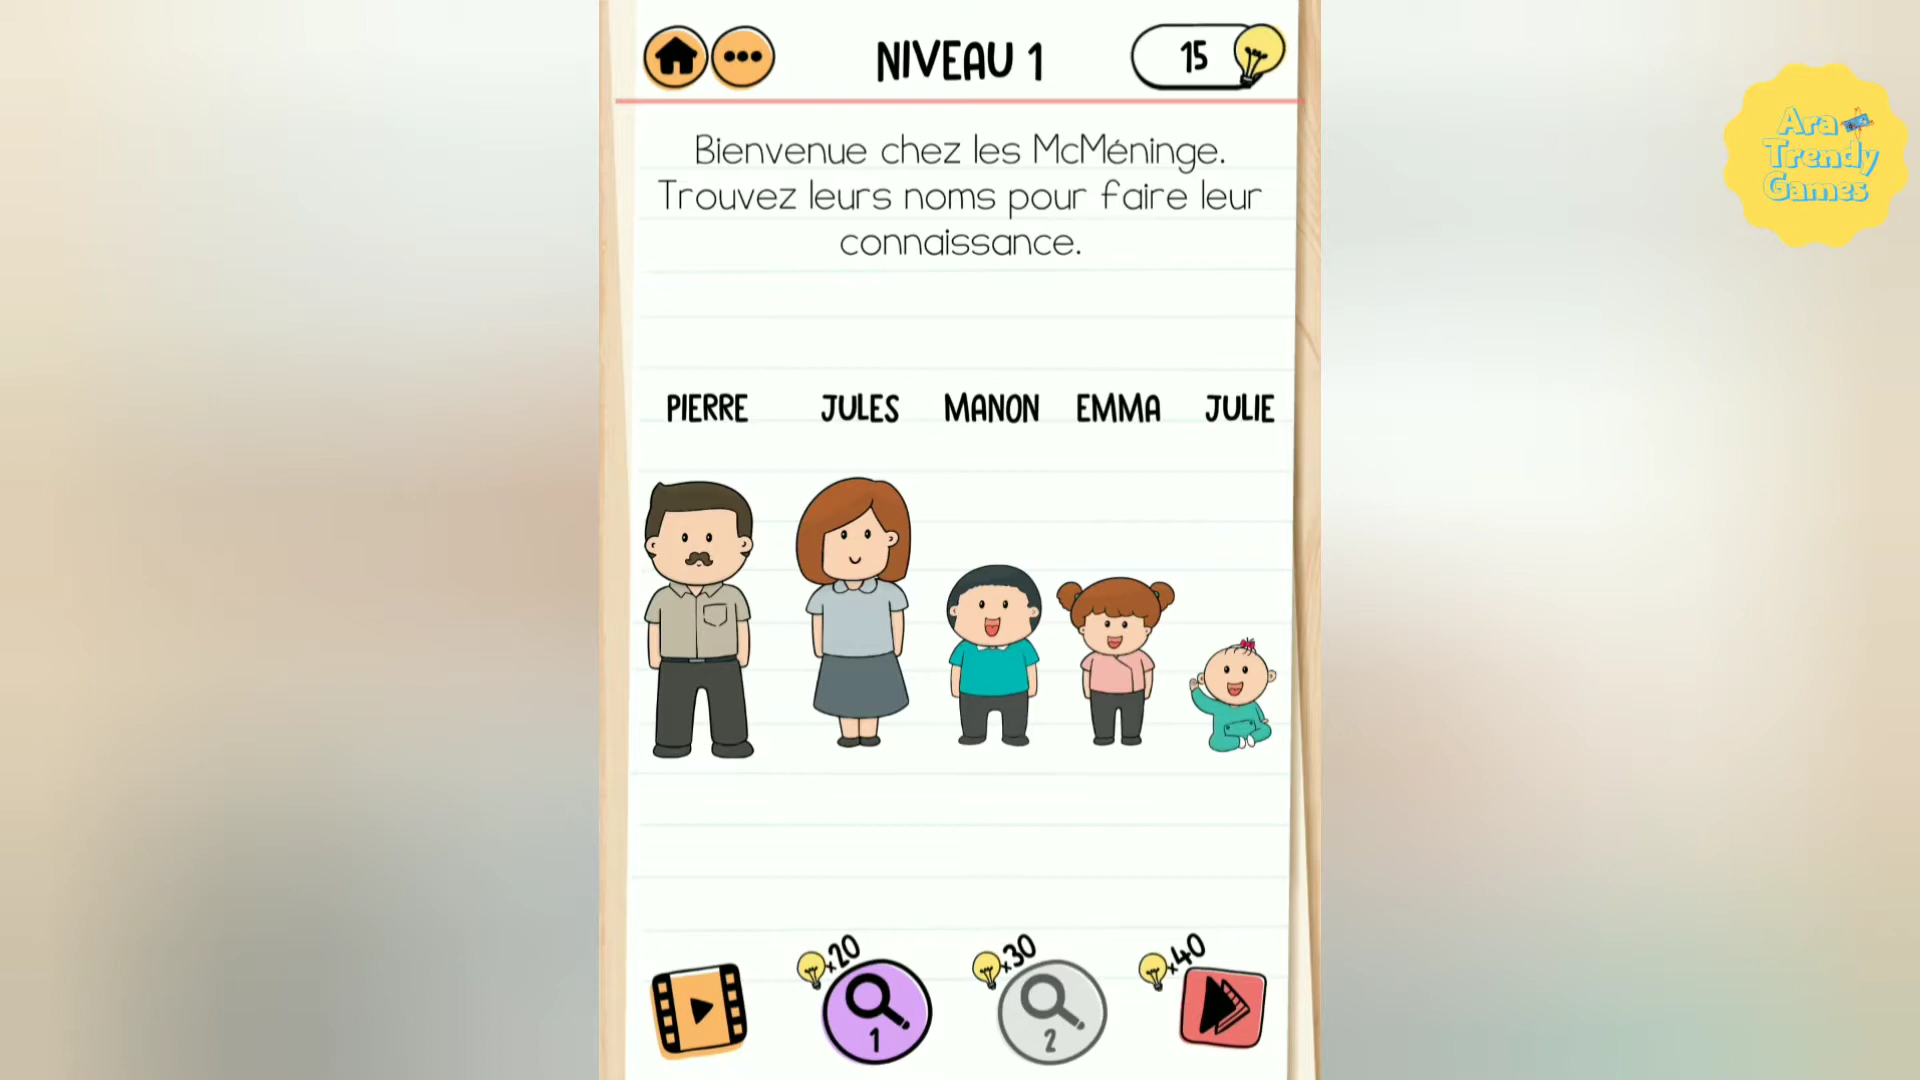 NIVEAU 1
15
Ara
Trendy
Games
Bienvenue chez les McMéninge.
Trouvez leurs noms pour faire leur
connaissance.
PIERRE JULES MANON EMMA JULIE
x20 x30 x40
1 2